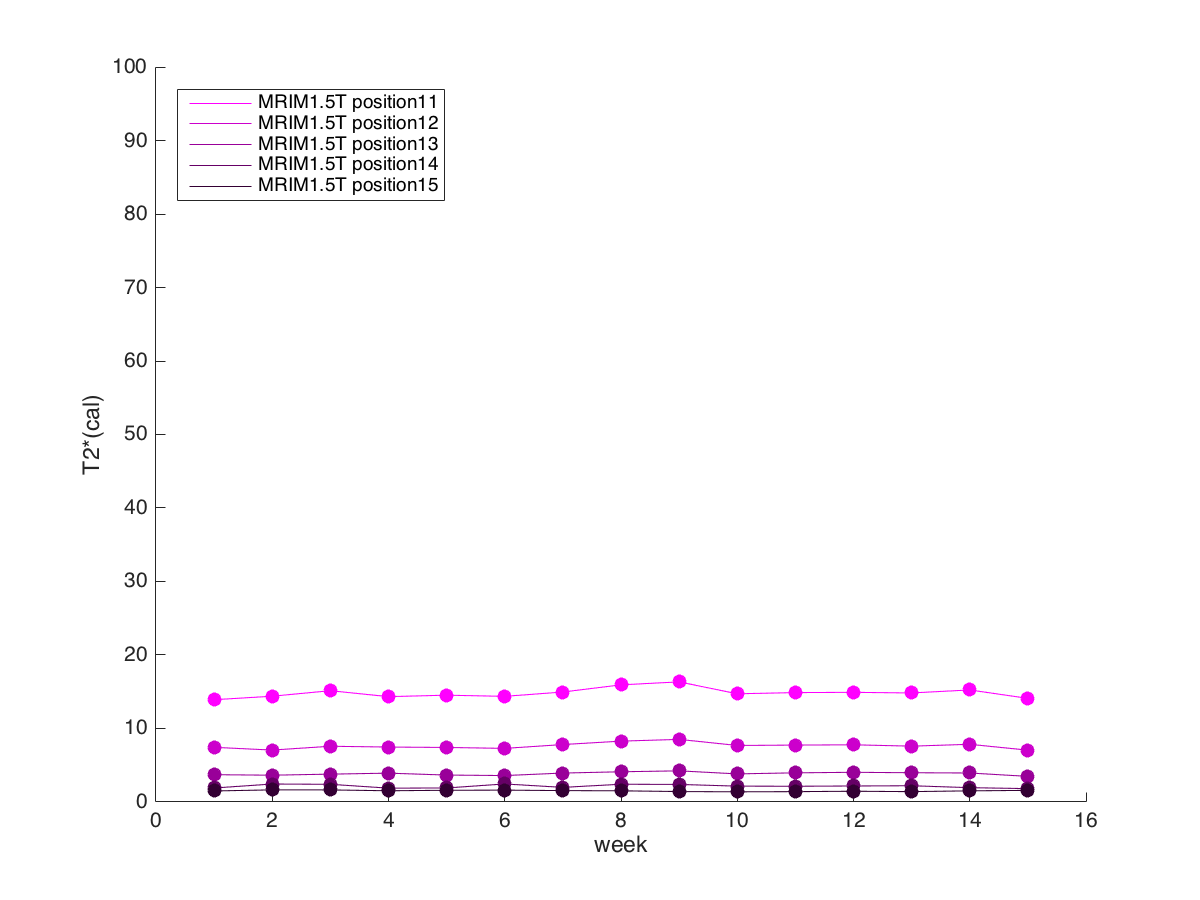 100
90
80
70
60
50
40
30
20
10
0
MRIM1.5T position11
MRIM1.5T position12
MRIM1.5T position13
MRIM1.5T position14
MRIM1.5T position15
T2*(cal)
0 2 4 6 8 10 12 14 16
week